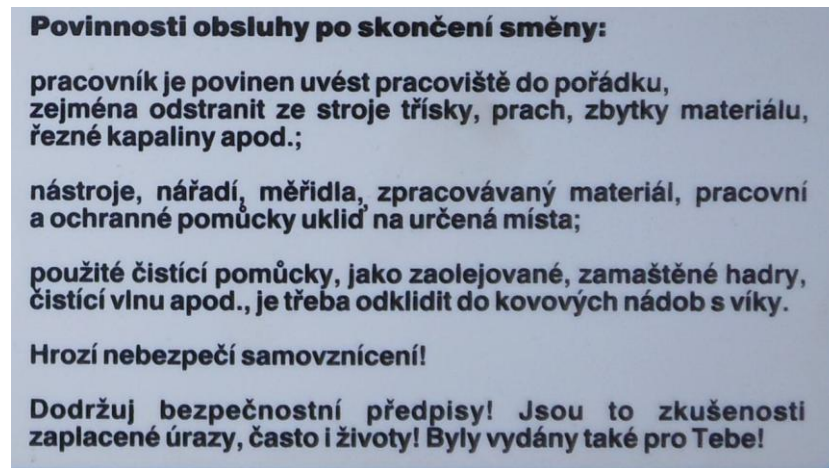 Povinnosti obsluhy po skončení směny:
pracovník je povinen uvést pracoviště do pořádku,
zejména odstranit ze stroje třísky, prach, zbytky materiálu,
řezné kapaliny apod.;
nástroje, nářadí, měřidla, zpracovávaný materiál, pracovní
a ochranné pomůcky ukliď na určená místa;
použité čistící pomůcky, jako zaolejované, zamaštěné hadry,
čistící vlnu apod., je třeba odklidit do kovových nádob s víky.
Hrozí nebezpečí samovznícení!
Dodržuj bezpečnostní předpisy! Jsou to zkušenosti
zaplacené úrazy, často i životy! Byly vydány také pro Tebe!